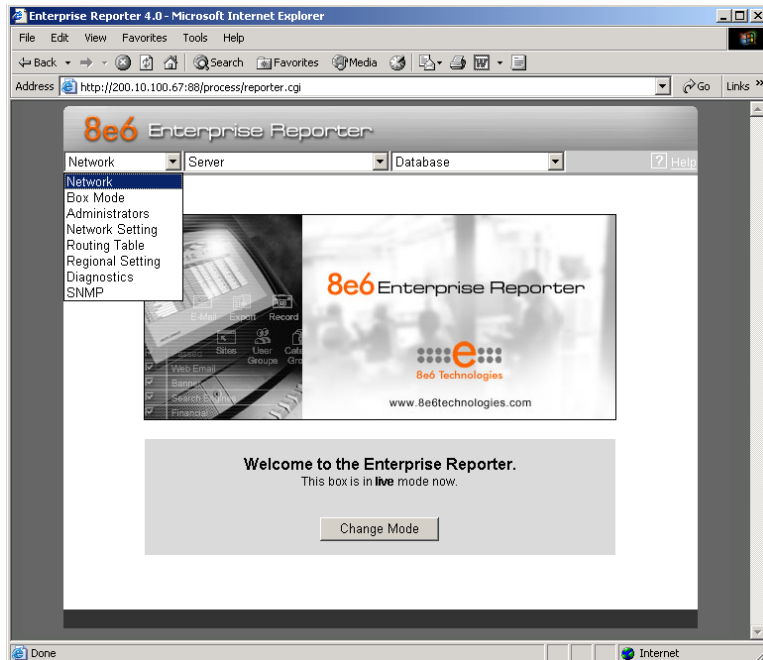 Enterprise Reporter 4.0 - Microsoft Internet Explorer
File Edit View Favorites Tools Help
Back Search Favorites Media
Address http://200.10.100.67:88/process/reporter.cgi Go Links »
8e6 Enterprise Reporter
Network Server Database ? Help
Network
Box Mode
Administrators
Network Setting
Routing Table
Regional Setting
Diagnostics
SNMP
E-Mail Export Record
Sites User Groups
Web Email
Banner
Search Engines
Financial
8e6 Enterprise Reporter
e
8e6 Technologies
www.8e6technologies.com
Welcome to the Enterprise Reporter.
This box is in live mode now.
Change Mode
Done Internet